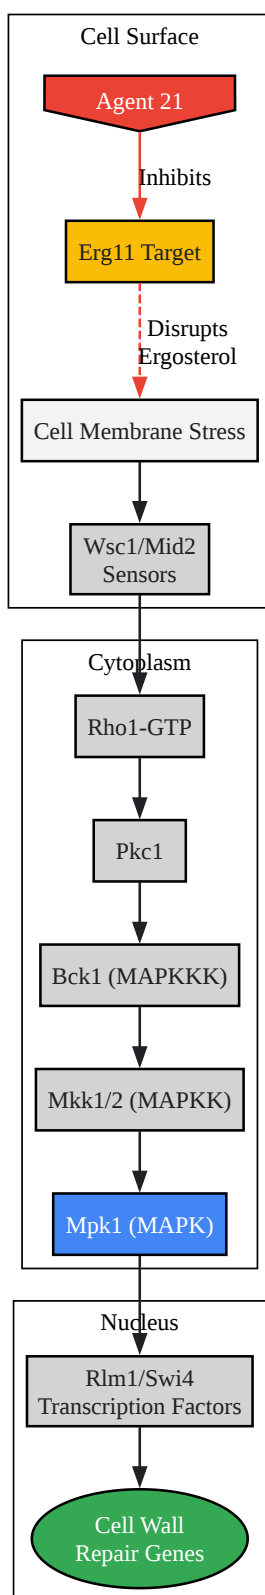 Cell Surface
Agent 21
Inhibits
Erg11 Target
Disrupts
Ergosterol
Cell Membrane Stress
Wsc1/Mid2
Sensors
Cytoplasm
Rho1-GTP
Pkc1
Bck1 (MAPKKK)
Mkk1/2 (MAPKK)
Mpk1 (MAPK)
Nucleus
Rlm1/Swi4
Transcription Factors
Cell Wall
Repair Genes